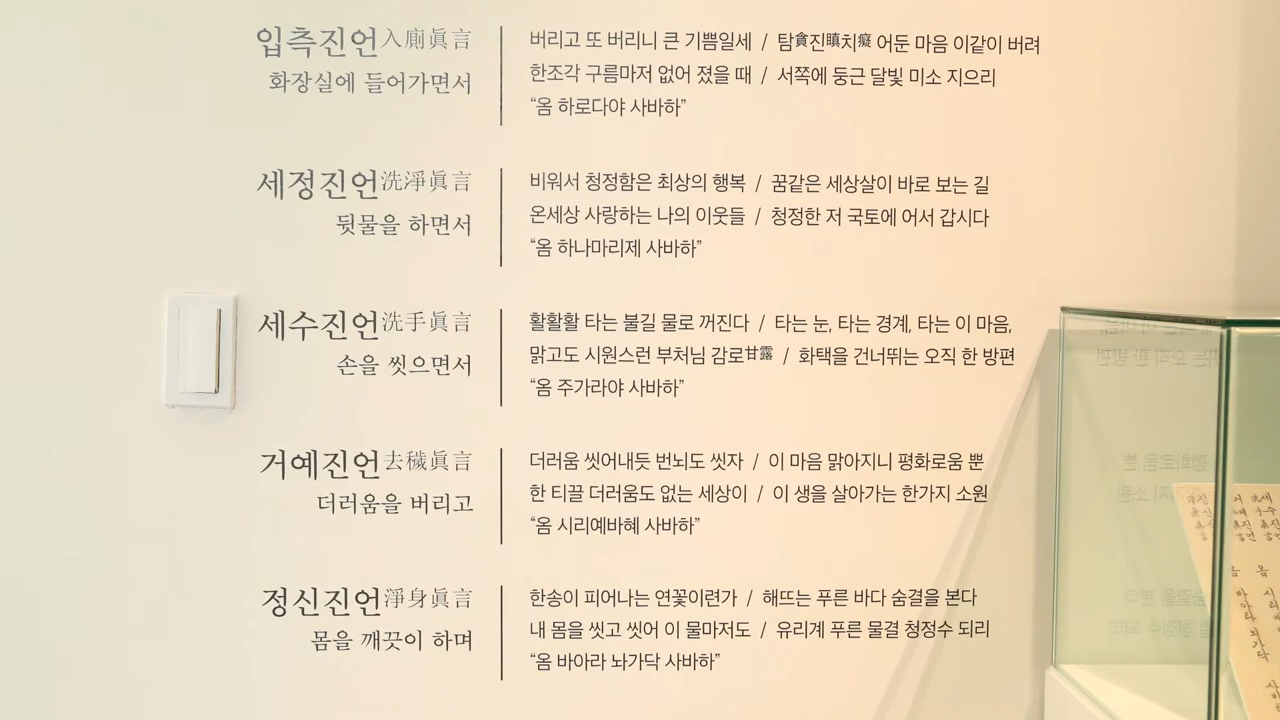 입측진언入廁眞言
화장실에 들어가면서
버리고 또 버리니 큰 기쁨일세 / 탐貪진瞋치癡 어둔 마음 이같이 버려
한조각 구름마저 없어 졌을 때 / 서쪽에 둥근 달빛 미소 지으리
“옴 하로다야 사바하”
세정진언洗淨眞言
뒷물을 하면서
비워서 청정함은 최상의 행복 / 꿈같은 세상살이 바로 보는 길
온세상 사랑하는 나의 이웃들 / 청정한 저 국토에 어서 갑시다
“옴 하나마리제 사바하”
세수진언洗手眞言
손을 씻으면서
활활활 타는 불길 물로 꺼진다 / 타는 눈, 타는 경계, 타는 이 마음,
맑고도 시원스런 부처님 감로甘露 / 화택을 건너뛰는 오직 한 방편
“옴 주가라야 사바하”
거예진언去穢眞言
더러움을 버리고
더러움 씻어내듯 번뇌도 씻자 / 이 마음 맑아지니 평화로움 뿐
한 티끌 더러움도 없는 세상이 / 이 생을 살아가는 한가지 소원
“옴 시리예바혜 사바하”
정신진언淨身眞言
몸을 깨끗이 하며
한송이 피어나는 연꽃이련가 / 해뜨는 푸른 바다 숨결을 본다
내 몸을 씻고 씻어 이 물마저도 / 유리계 푸른 물결 청정수 되리
“옴 바아라 놔가닥 사바하”